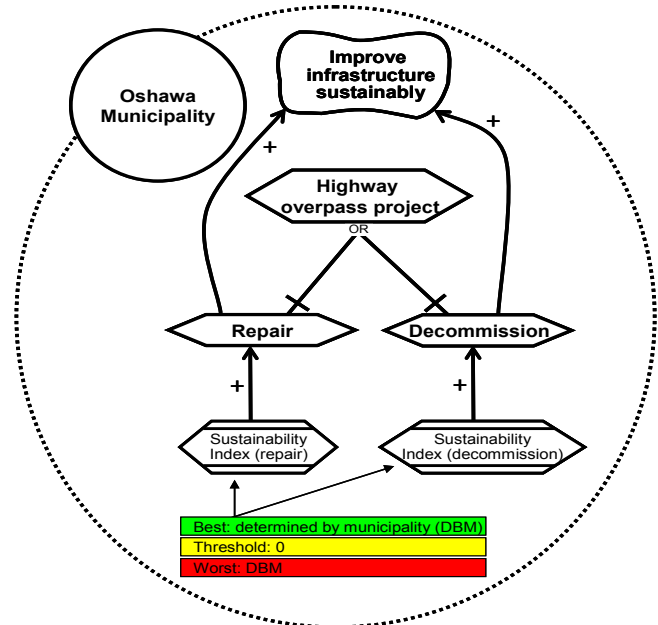 Improve
infrastructure
sustainably
Oshawa
Municipality
+
+
Highway
overpass project
OR
Repair
Decommission
+
+
Sustainability
Index (repair)
Sustainability
Index (decommission)
Best: determined by municipality (DBM)
Threshold: 0
Worst: DBM